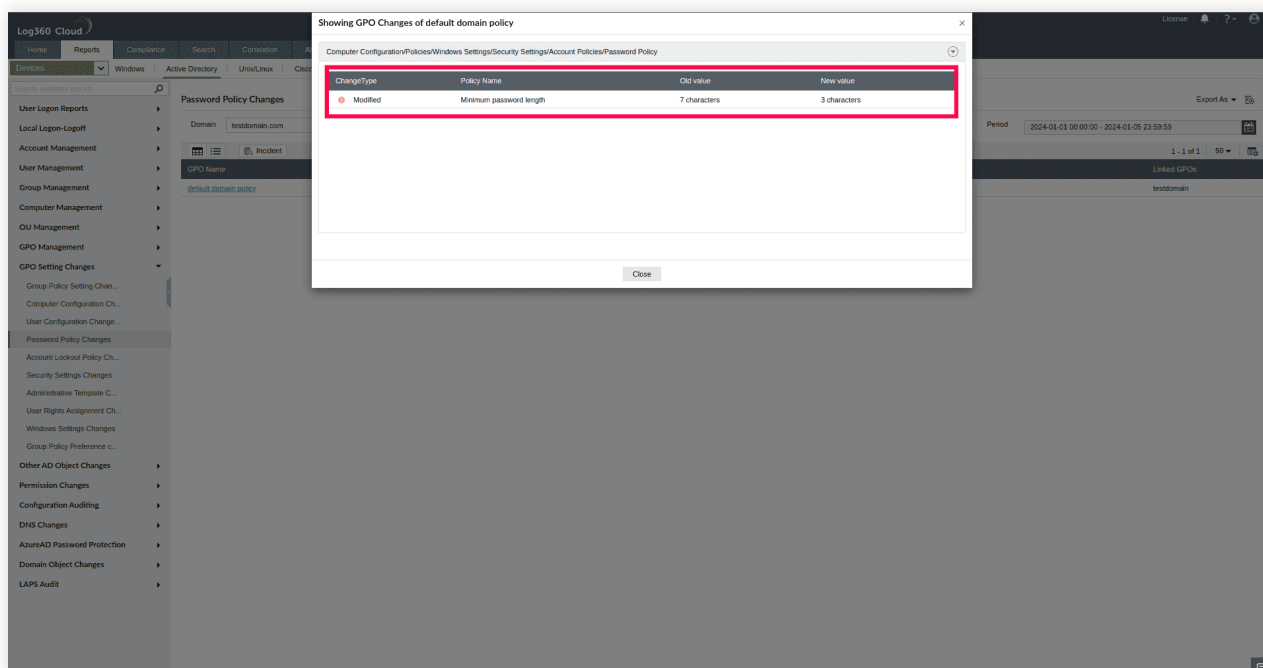 Log360 Cloud
License ?
Home Reports Compliance Search Correlation
Devices Windows Active Directory Unix/Linux Cisco
Search available reports
User Logon Reports
Local Logon-Logoff
Account Management
User Management
Group Management
Computer Management
OU Management
GPO Management
GPO Setting Changes
Group Policy Setting Chan...
Computer Configuration Ch...
User Configuration Change...
Password Policy Changes
Account Lockout Policy Ch...
Security Settings Changes
Administrative Template C...
User Rights Assignment Ch...
Windows Settings Changes
Group Policy Preference c...
Other AD Object Changes
Permission Changes
Configuration Auditing
DNS Changes
AzureAD Password Protection
Domain Object Changes
LAPS Audit
Password Policy Changes
Export As
Domain testdomain.com
Period 2024-01-01 00:00:00 - 2024-01-05 23:59:59
Incident
1 - 1 of 1 50
GPO Name Linked GPOs
default domain policy testdomain
Showing GPO Changes of default domain policy ×
Computer Configuration/Policies/Windows Settings/Security Settings/Account Policies/Password Policy
ChangeType Policy Name Old value New value
Modified Minimum password length 7 characters 3 characters
Close